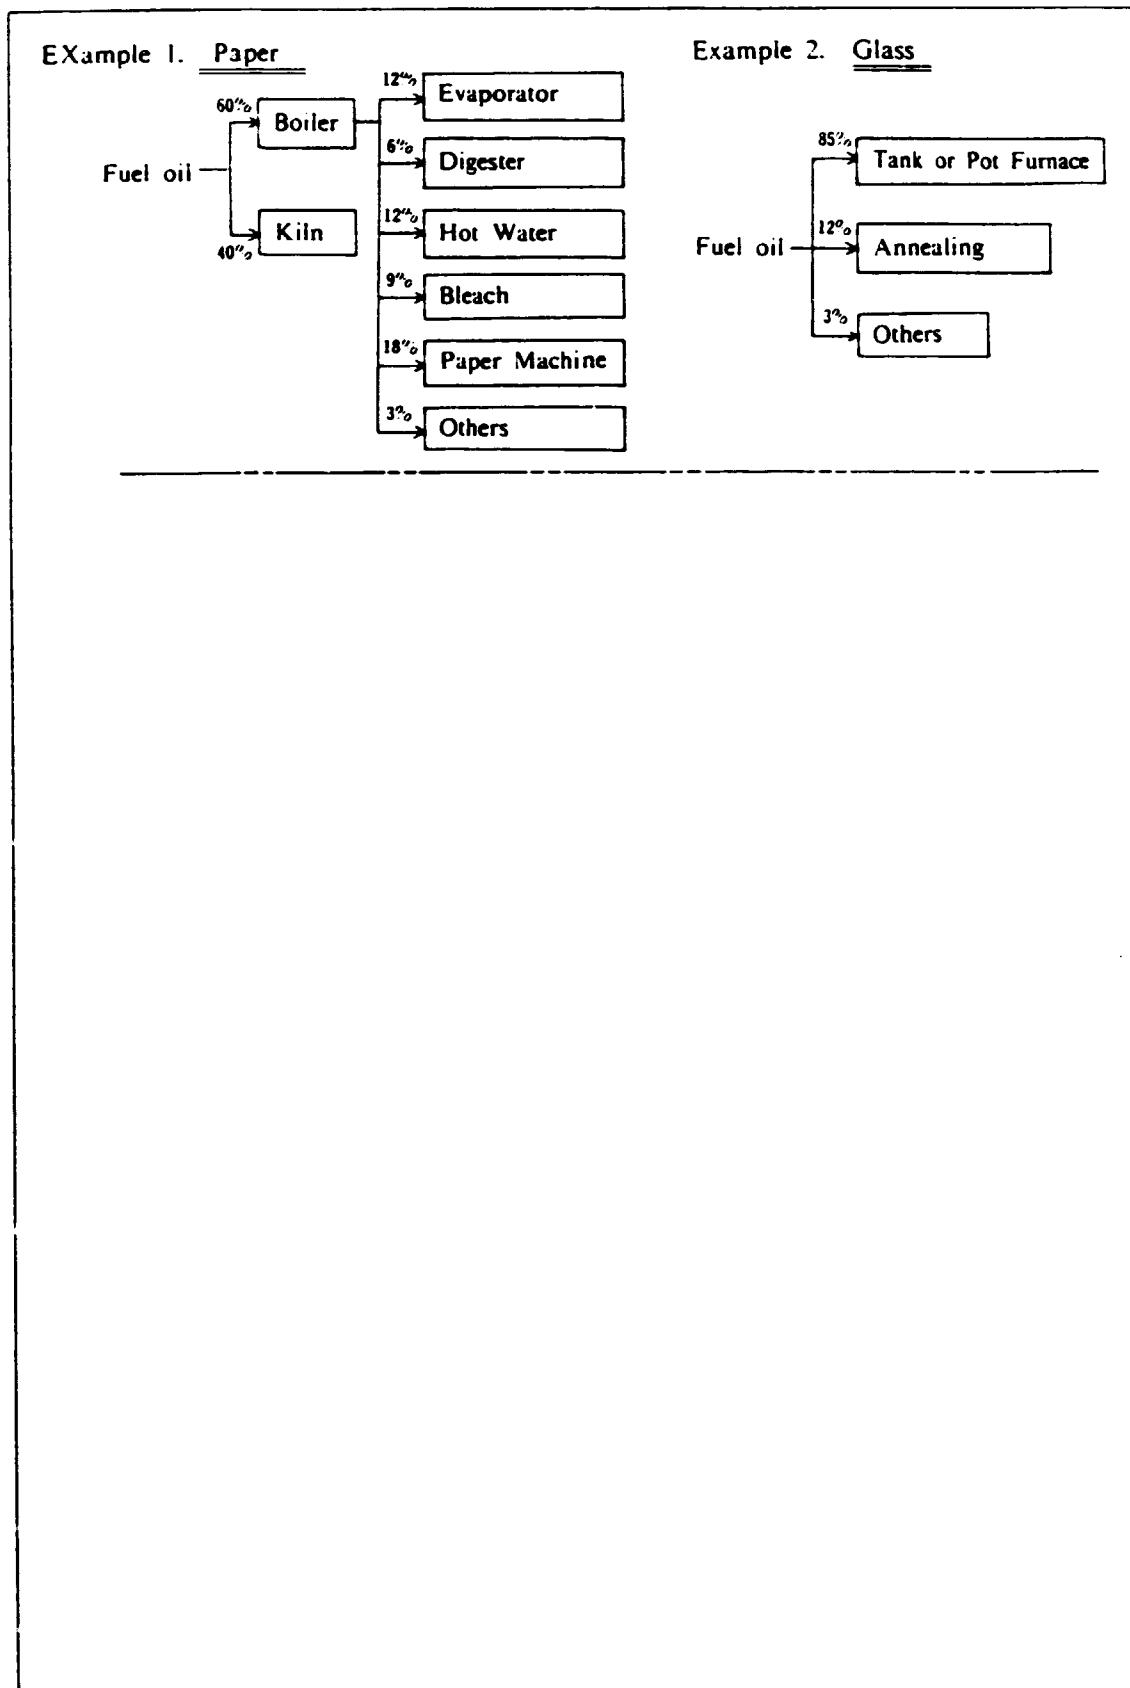 EXample 1. Paper
60%
Boiler
Fuel oil
Kiln
40%
12%
Evaporator
6%
Digester
12%
Hot Water
9%
Bleach
18%
Paper Machine
3%
Others
Example 2. Glass
85%
Tank or Pot Furnace
Fuel oil
12%
Annealing
3%
Others